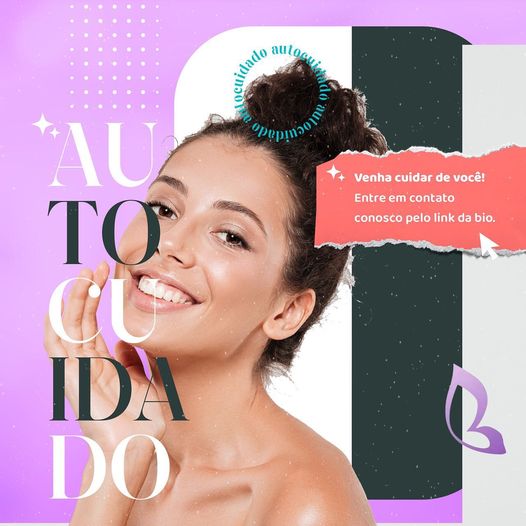 autocuidado autocuidado autocuidado
AU
TO
CU
IDA
DO
Venha cuidar de você!
Entre em contato
conosco pelo link da bio.